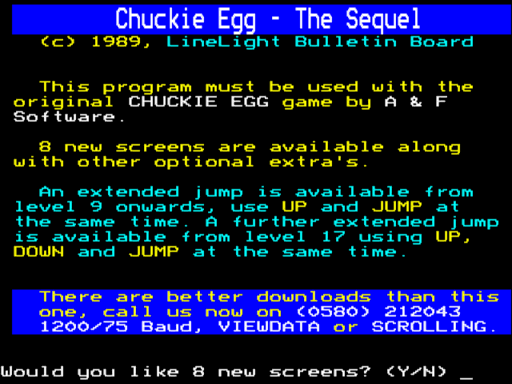 Chuckie Egg - The Sequel
(c) 1989, LineLight Bulletin Board
This program must be used with the
original CHUCKIE EGG game by A & F
Software.
8 new screens are available along
with other optional extra's.
An extended jump is available from
level 9 onwards, use UP and JUMP at
the same time. A further extended jump
is available from level 17 using UP,
DOWN and JUMP at the same time.
There are better downloads than this
one, call us now on (0580) 212043
1200/75 Baud, VIEWDATA or SCROLLING.
Would you like 8 new screens? (Y/N) _